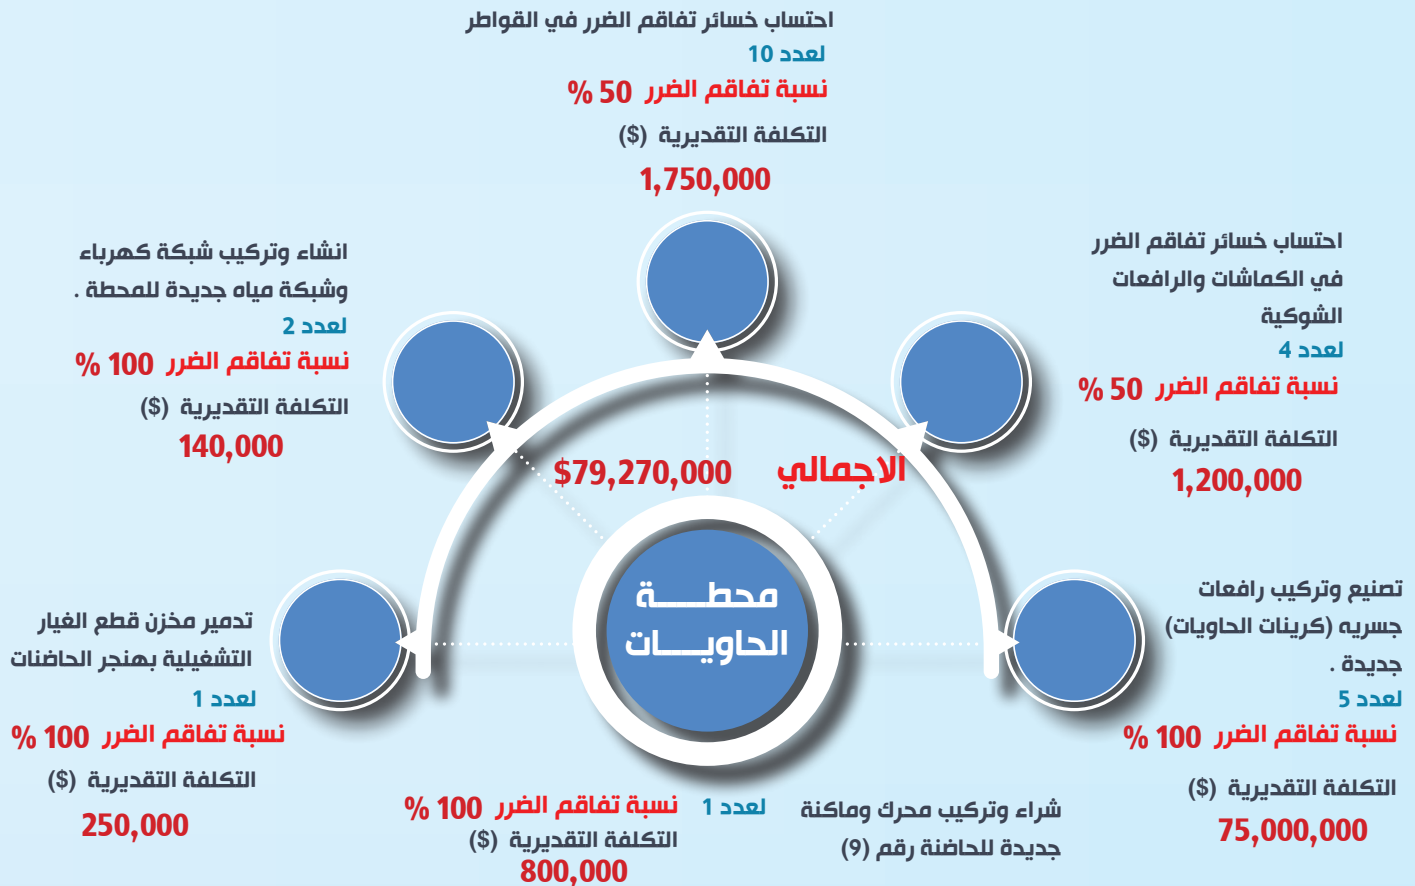 احتساب خسائر تفاقم الضرر في القواطر
لعدد 10
نسبة تفاقم الضرر 50 %
التكلفة التقديرية ($)
1,750,000
احتساب خسائر تفاقم الضرر
في الكماشات والرافعات
الشوكية
لعدد 4
نسبة تفاقم الضرر 50 %
التكلفة التقديرية ($)
1,200,000
انشاء وتركيب شبكة كهرباء
وشبكة مياه جديدة للمحطة .
لعدد 2
نسبة تفاقم الضرر 100 %
التكلفة التقديرية ($)
140,000
الاجمالي $79,270,000
محطـــــة
الحاويـــات
تصنيع وتركيب رافعات
جسريه (كرينات الحاويات)
جديدة .
لعدد 5
نسبة تفاقم الضرر 100 %
التكلفة التقديرية ($)
75,000,000
تدمير مخزن قطع الغيار
التشغيلية بهنجر الحاضنات
لعدد 1
نسبة تفاقم الضرر 100 %
التكلفة التقديرية ($)
250,000
شراء وتركيب محرك وماكنة
جديدة للحاضنة رقم (9)
لعدد 1 نسبة تفاقم الضرر 100 %
التكلفة التقديرية ($)
800,000